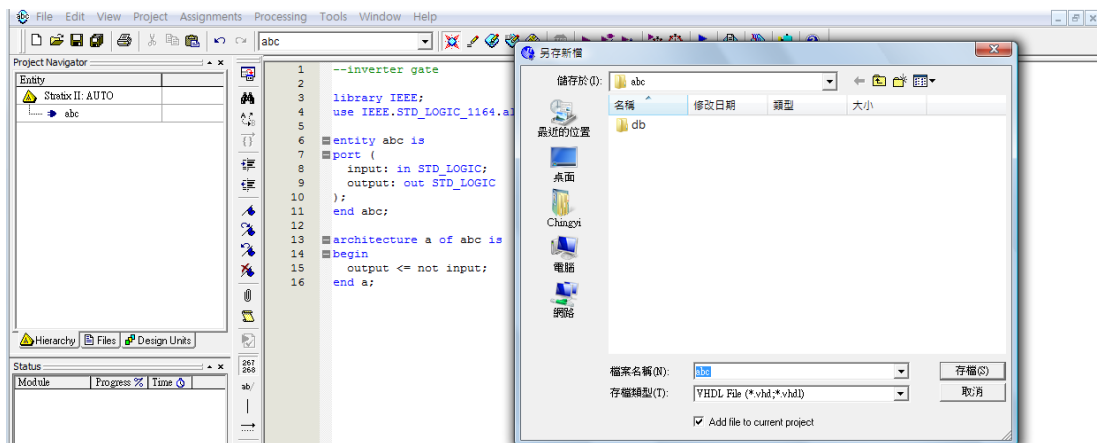 abc File Edit View Project Assignments Processing Tools Window Help
abc
Project Navigator
Entity
Stratix II: AUTO
abc
Hierarchy Files Design Units
Status
Module Progress % Time
267
268
ab/
1 --inverter gate
2
3 library IEEE;
4 use IEEE.STD_LOGIC_1164.al
5
6 entity abc is
7 port (
8 input: in STD_LOGIC;
9 output: out STD_LOGIC
10 );
11 end abc;
12
13 architecture a of abc is
14 begin
15 output <= not input;
16 end a;
另存新檔
儲存於(I): abc
名稱 修改日期 類型 大小
db
最近的位置
桌面
Chingyi
電腦
網路
檔案名稱(N): abc 存檔(S)
存檔類型(T): VHDL File (*.vhd;*.vhdl) 取消
Add file to current project